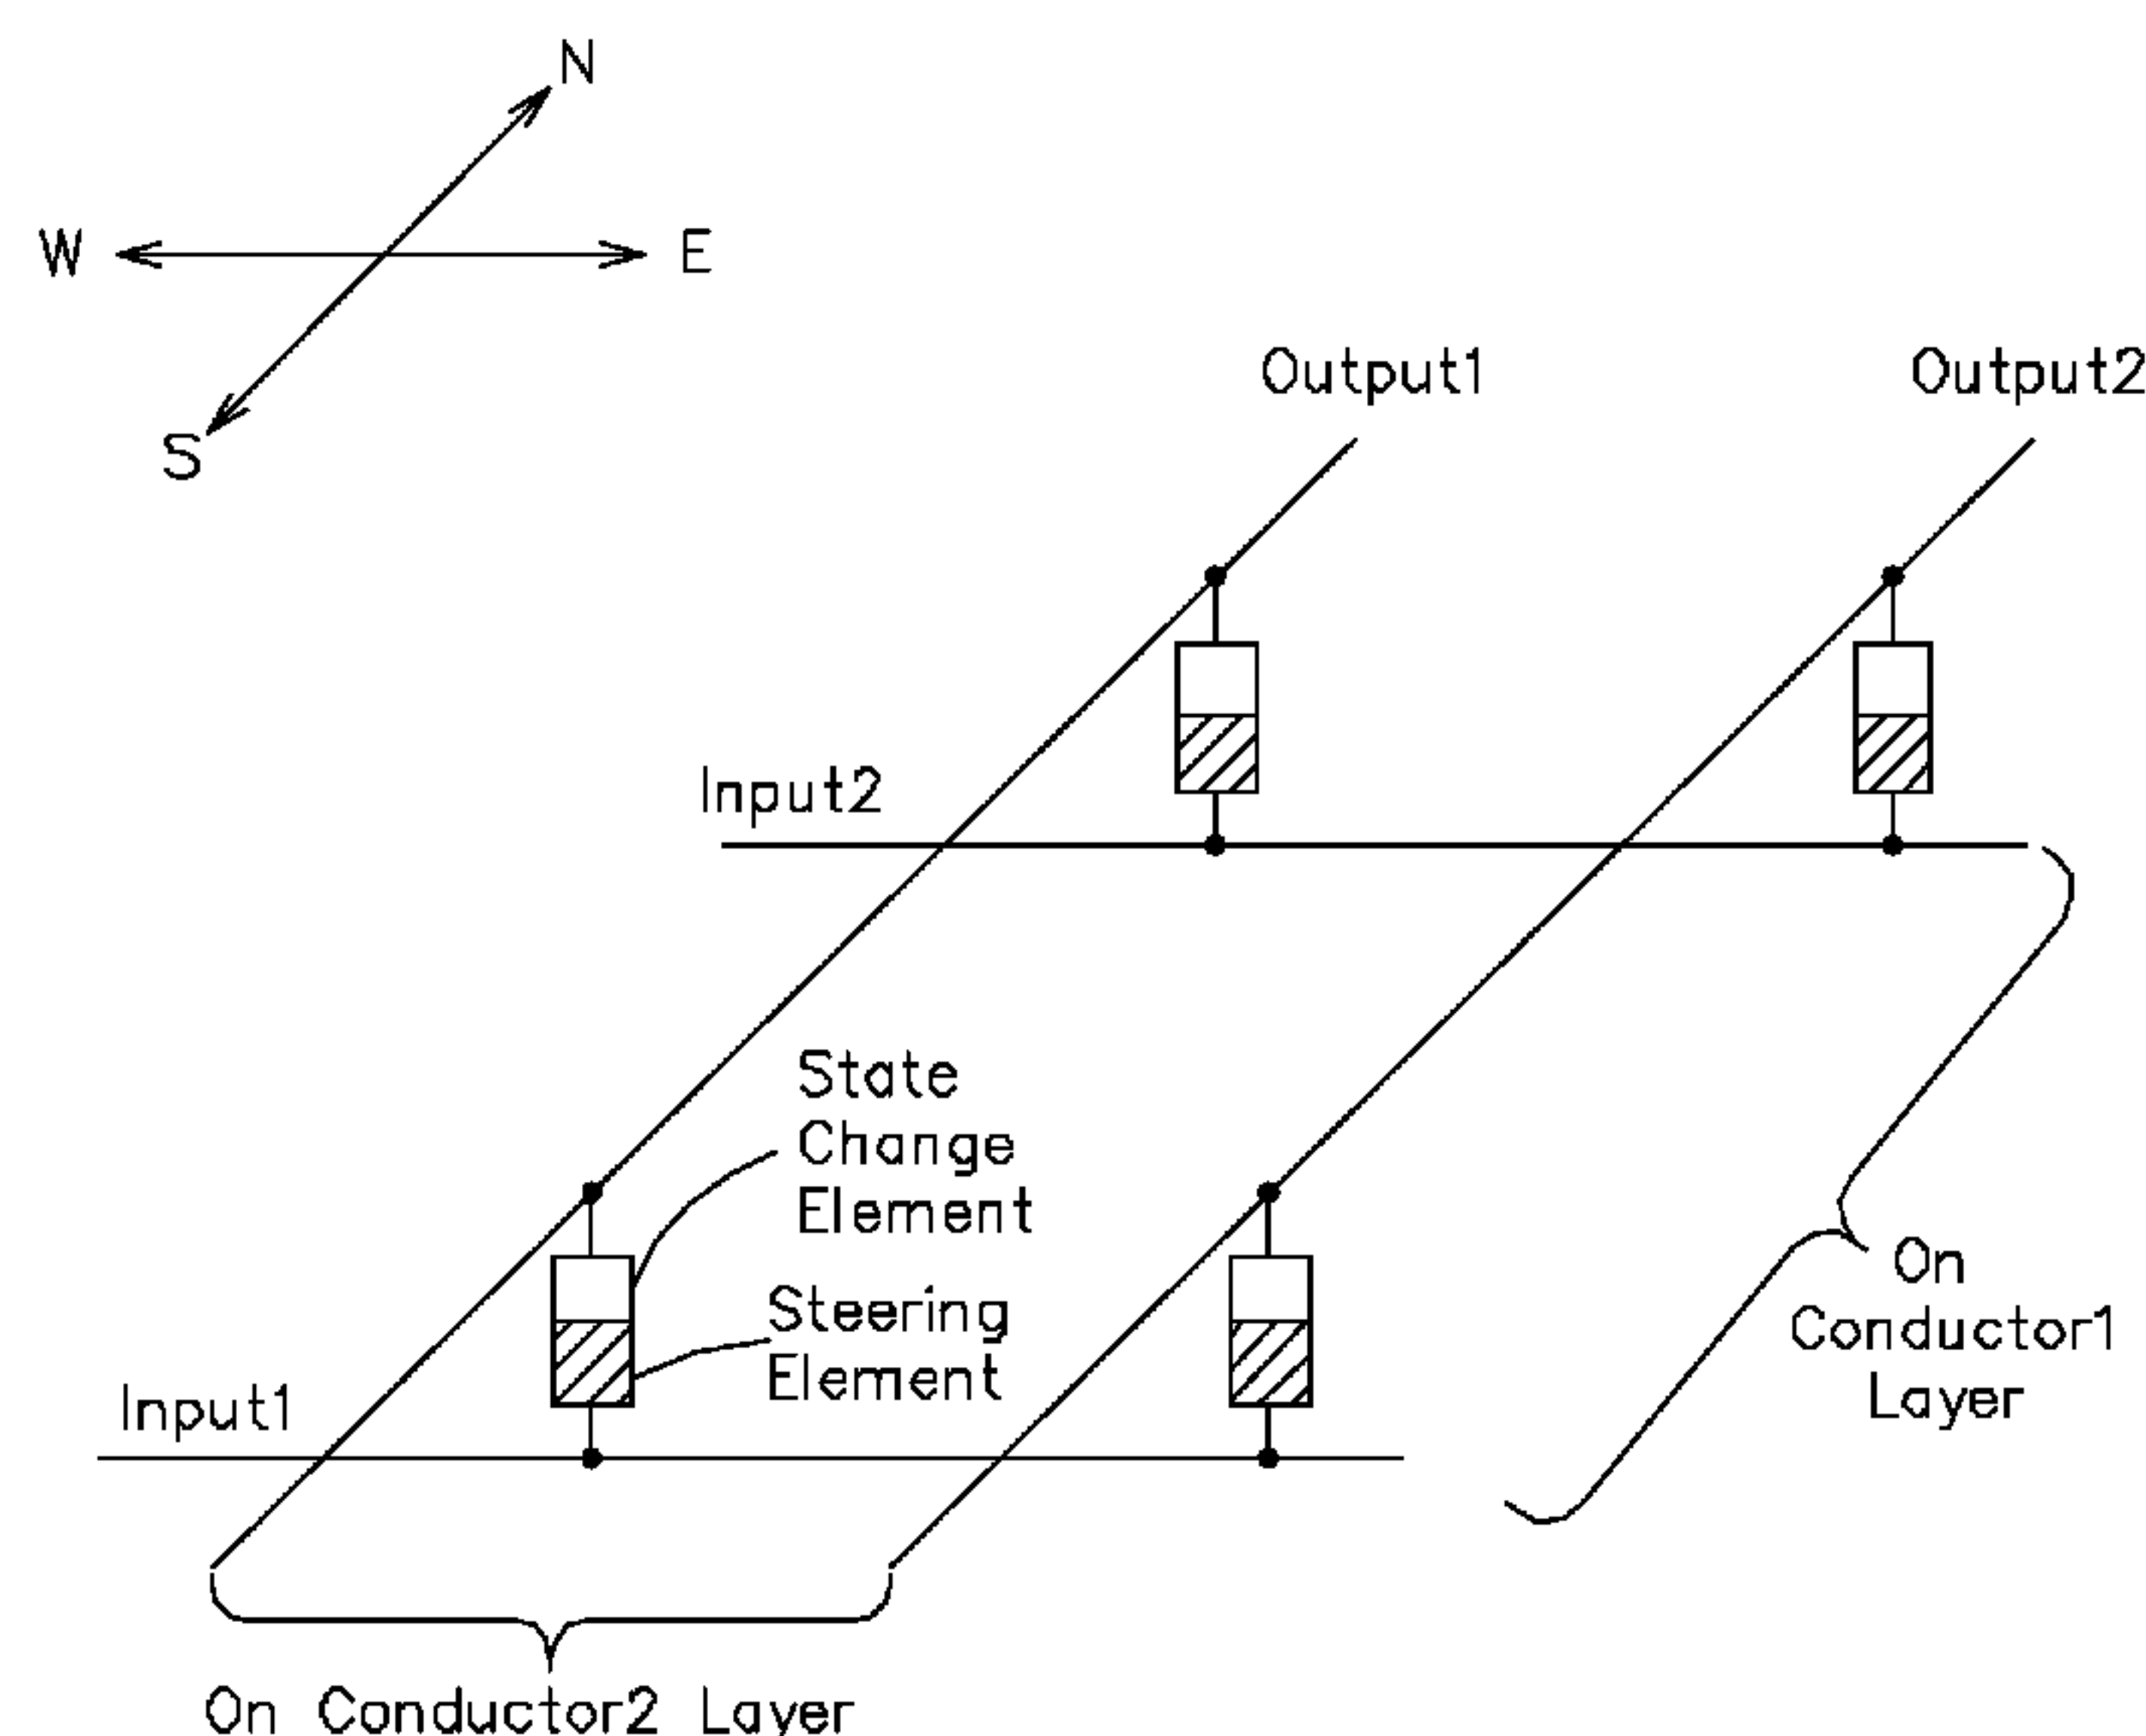 N
W
E
S
Output1
Output2
Input2
State
Change
Element
Steering
Element
Input1
On
Conductor1
Layer
On Conductor2 Layer